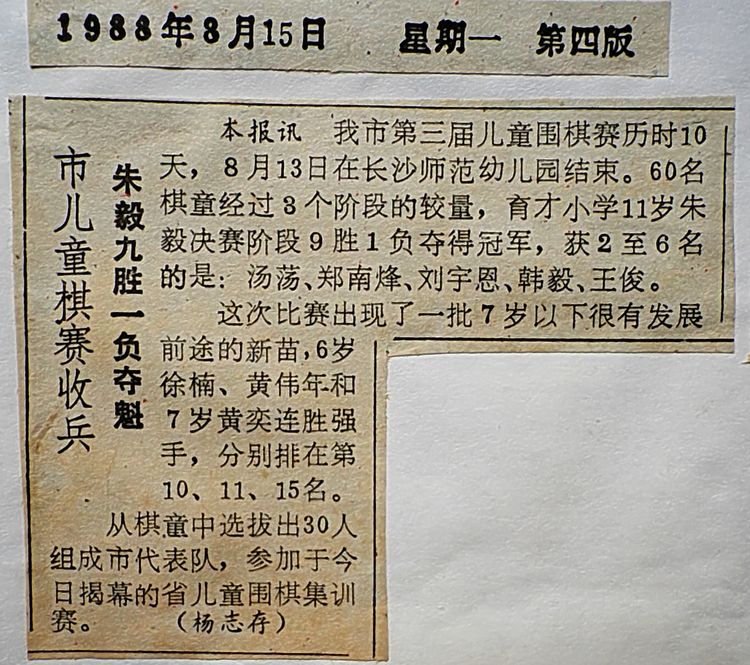 1988年8月15日 星期一 第四版
市儿童棋赛收兵
朱毅九胜一负夺魁
本报讯 我市第三届儿童围棋赛历时10
天，8月13日在长沙师范幼儿园结束。60名
棋童经过3个阶段的较量，育才小学11岁朱
毅决赛阶段9胜1负夺得冠军，获2至6名
的是：汤荡、郑南烽、刘宇恩、韩毅、王俊。
这次比赛出现了一批7岁以下很有发展
前途的新苗，6岁
徐楠、黄伟年和
7岁黄奕连胜强
手，分别排在第
10、11、15名。
从棋童中选拔出30人
组成市代表队，参加于今
日揭幕的省儿童围棋集训
赛。 （杨志存）